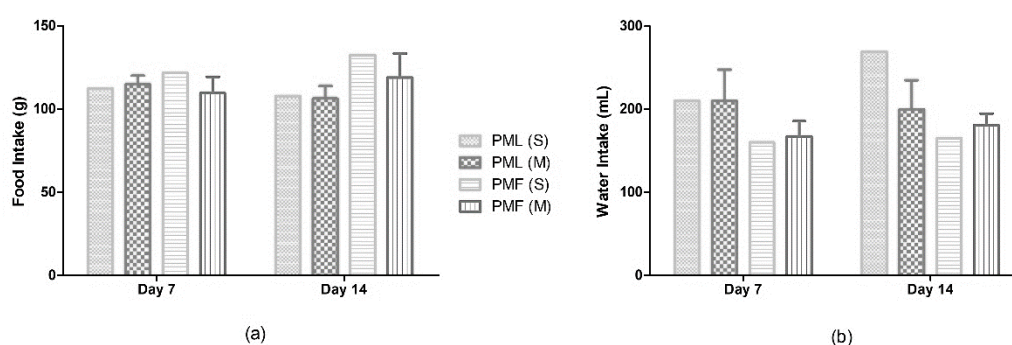 150
100
50
0
Food Intake (g)
Day 7
Day 14
(a)
PML (S)
PML (M)
PMF (S)
PMF (M)
300
200
100
0
Water Intake (mL)
Day 7
Day 14
(b)